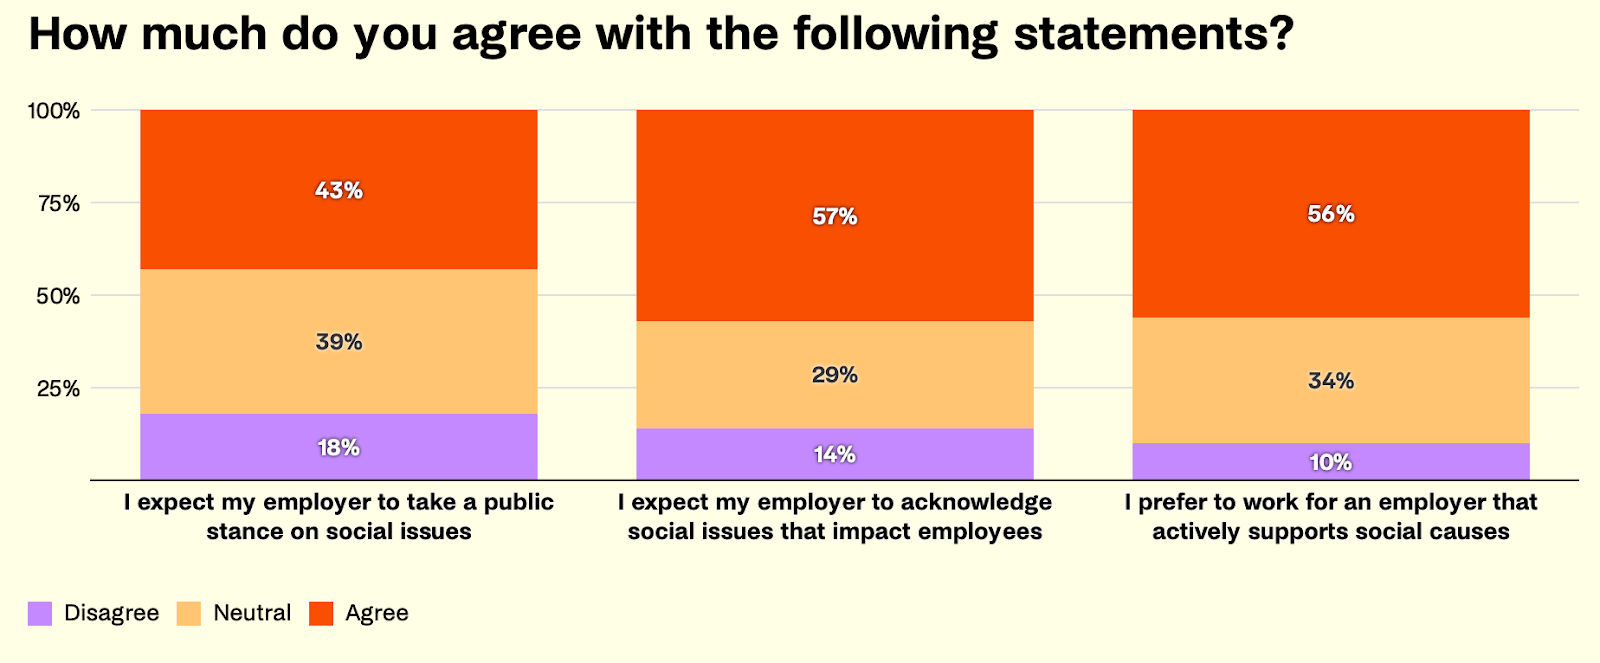 How much do you agree with the following statements?
100%
75%
50%
25%
43%
39%
18%
57%
29%
14%
56%
34%
10%
I expect my employer to take a public
stance on social issues
I expect my employer to acknowledge
social issues that impact employees
I prefer to work for an employer that
actively supports social causes
Disagree
Neutral
Agree